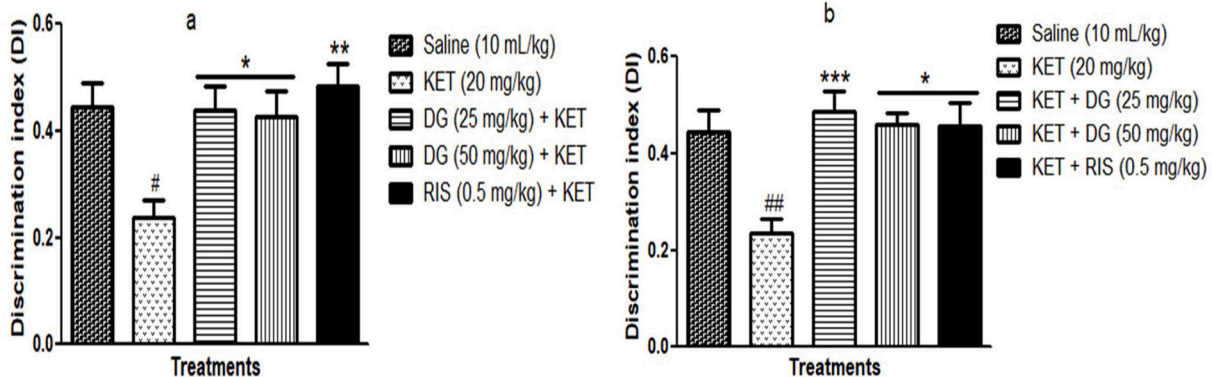 a
Discrimination index (DI)
0.6
0.4
0.2
0.0
#
*
**
Treatments
Saline (10 mL/kg)
KET (20 mg/kg)
DG (25 mg/kg) + KET
DG (50 mg/kg) + KET
RIS (0.5 mg/kg) + KET
b
Discrimination index (DI)
0.6
0.4
0.2
0.0
##
***
*
Treatments
Saline (10 mL/kg)
KET (20 mg/kg)
KET + DG (25 mg/kg)
KET + DG (50 mg/kg)
KET + RIS (0.5 mg/kg)